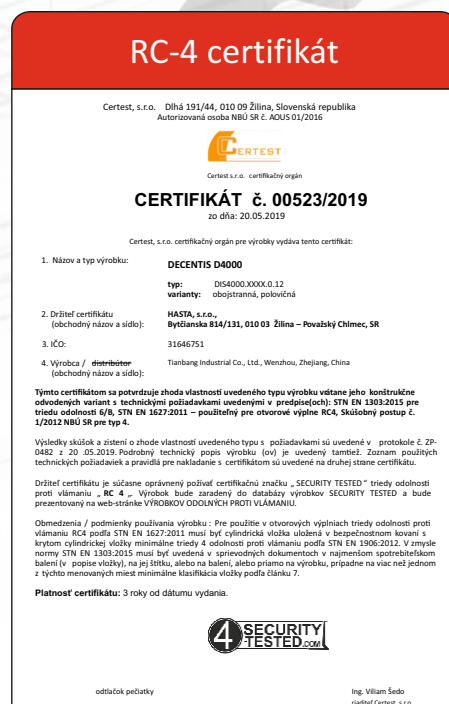 RC-4 certifikát
Certest, s.r.o. Dlhá 191/44, 010 09 Žilina, Slovenská republika
Autorizovaná osoba NBÚ SR č. AOUS 01/2016
CERTEST
Certest s.r.o. certifikačný orgán
CERTIFIKÁT č. 00523/2019
zo dňa: 20.05.2019
Certest, s.r.o. certifikačný orgán pre výrobky vydáva tento certifikát:
1. Názov a typ výrobku:
DECENTIS D4000
typ: DIS4000.XXXX.0.12
varianty: obojstranná, polovičná
2. Držiteľ certifikátu HASTA, s.r.o.,
(obchodný názov a sídlo): Bytčianska 814/131, 010 03 Žilina – Považský Chlmec, SR
3. IČO: 31646751
4. Výrobca / distribútor Tianbang Industrial Co., Ltd., Wenzhou, Zhejiang, China
(obchodný názov a sídlo):
Týmto certifikátom sa potvrdzuje zhoda vlastností uvedeného typu výrobku vrátane jeho konštrukčne
odvodených variant s technickými požiadavkami uvedenými v predpise(och): STN EN 1303:2015 pre
triedu odolnosti 6/B, STN EN 1627:2011 – použiteľný pre otvorové výplne RC4, Skúšobný postup č.
1/2012 NBÚ SR pre typ 4.
Výsledky skúšok a zistení o zhode vlastností uvedeného typu s požiadavkami sú uvedené v protokole č. ZP-
0482 z 20 .05.2019. Podrobný technický popis výrobku (ov) je uvedený tamtiež. Zoznam použitých
technických požiadaviek a pravidlá pre nakladanie s certifikátom sú uvedené na druhej strane certifikátu.
Držiteľ certifikátu je súčasne oprávnený požívať certifikačnú značku „ SECURITY TESTED “ triedy odolnosti
proti vlámaniu „ RC 4 „. Výrobok bude zaradený do databázy výrobkov SECURITY TESTED a bude
prezentovaný na web-stránke VÝROBKOV ODOLNÝCH PROTI VLÁMANIU.
Obmedzenia / podmienky používania výrobku : Pre použitie v otvorových výplniach triedy odolnosti proti
vlámaniu RC4 podľa STN EN 1627:2011 musí byť cylindrická vložka uložená v bezpečnostnom kovaní s
krytom cylindrickej vložky minimálne triedy 4 odolnosti proti vlámaniu podľa STN EN 1906:2012. V zmysle
normy STN EN 1303:2015 musí byť uvedená v sprievodných dokumentoch v najmenšom spotrebiteľskom
balení (v popise vložky), na jej štítku, alebo na balení, alebo priamo na výrobku, prípadne na viac než jednom
z týchto menovaných miest minimálne klasifikácia vložky podľa článku 7.
Platnosť certifikátu: 3 roky od dátumu vydania.
4 SECURITY
-TESTED.COM
odtlačok pečiatky Ing. Viliam Šedo
riaditeľ Certest, s.r.o.